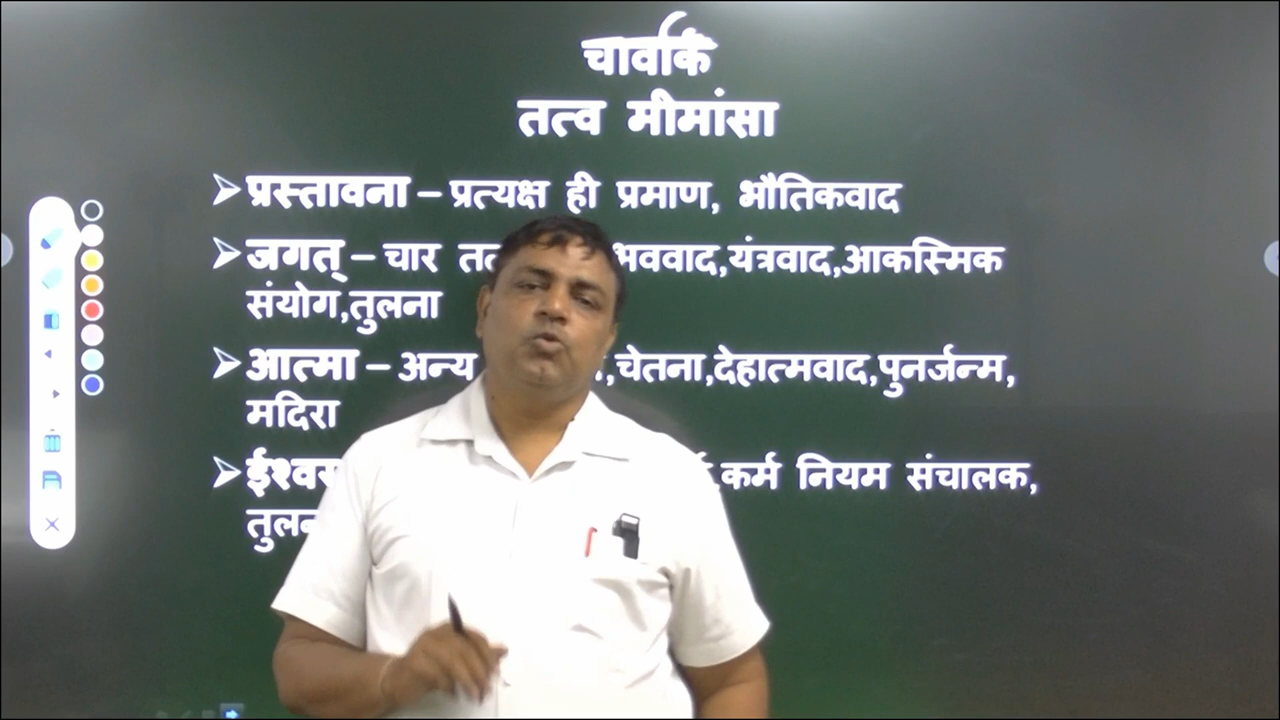 चार्वाक
तत्व मीमांसा
प्रस्तावना – प्रत्यक्ष ही प्रमाण, भौतिकवाद
जगत् – चार यंत्रवाद,आकस्मिक
संयोग,तुलना
आत्मा – अन्य ,चेतना,देहात्मवाद,पुनर्जन्म,
मदिरा
कर्म नियम संचालक,